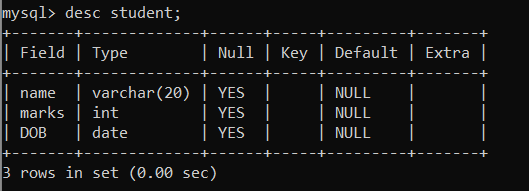 mysql> desc student;
+-------+-------------+------+-----+---------+-------+
| Field | Type        | Null | Key | Default | Extra |
+-------+-------------+------+-----+---------+-------+
| name  | varchar(20) | YES  |     | NULL    |       |
| marks | int         | YES  |     | NULL    |       |
| DOB   | date        | YES  |     | NULL    |       |
+-------+-------------+------+-----+---------+-------+
3 rows in set (0.00 sec)